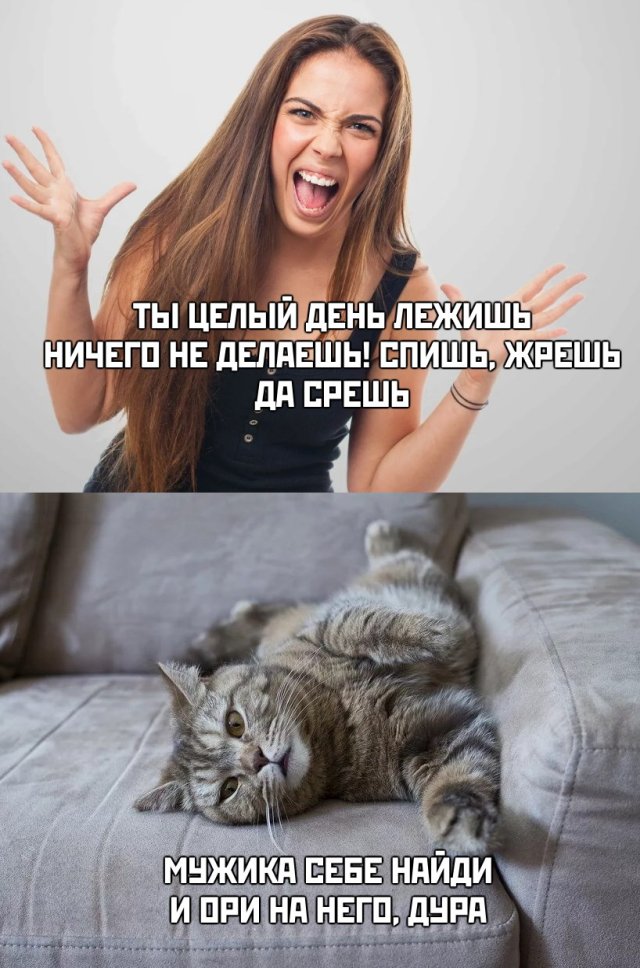 ТЫ ЦЕЛЫЙ ДЕНЬ ЛЕЖИШЬ
НИЧЕГО НЕ ДЕЛАЕШЬ! СПИШЬ, ЖРЕШЬ
ДА СРЕШЬ
МУЖИКА СЕБЕ НАЙДИ
И ОРИ НА НЕГО, ДУРА